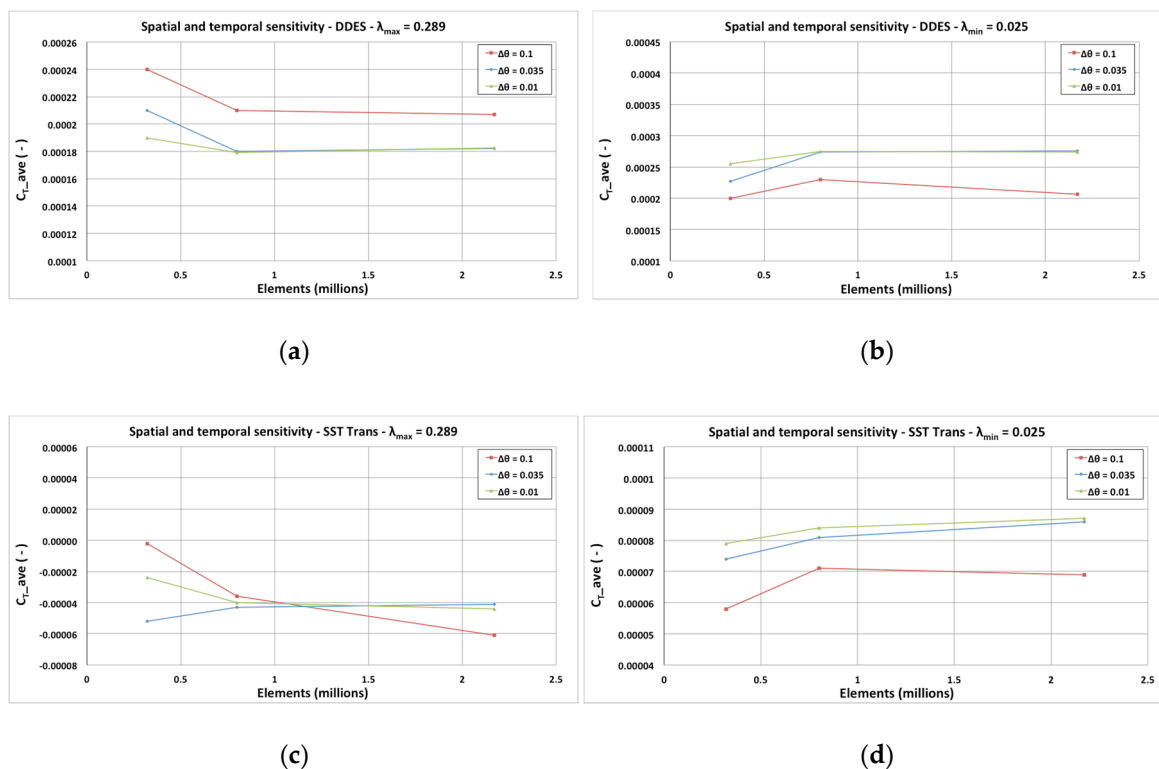 Spatial and temporal sensitivity - DDES - λmax = 0.289
0.00026
0.00024
0.00022
0.0002
0.00018
0.00016
0.00014
0.00012
0.0001
C_T_ave ( - )
Δθ = 0.1
Δθ = 0.035
Δθ = 0.01
0
0.5
1
1.5
2
2.5
Elements (millions)
(a)
Spatial and temporal sensitivity - DDES - λmin = 0.025
0.00045
0.0004
0.00035
0.0003
0.00025
0.0002
0.00015
0.0001
C_T_ave ( - )
Δθ = 0.1
Δθ = 0.035
Δθ = 0.01
0
0.5
1
1.5
2
2.5
Elements (millions)
(b)
Spatial and temporal sensitivity - SST Trans - λmax = 0.289
0.00006
0.00004
0.00002
0.00000
-0.00002
-0.00004
-0.00006
-0.00008
C_T_ave ( - )
Δθ = 0.1
Δθ = 0.035
Δθ = 0.01
0
0.5
1
1.5
2
2.5
Elements (millions)
(c)
Spatial and temporal sensitivity - SST Trans - λmin = 0.025
0.00011
0.0001
0.00009
0.00008
0.00007
0.00006
0.00005
0.00004
C_T_ave ( - )
Δθ = 0.1
Δθ = 0.035
Δθ = 0.01
0
0.5
1
1.5
2
2.5
Elements (millions)
(d)